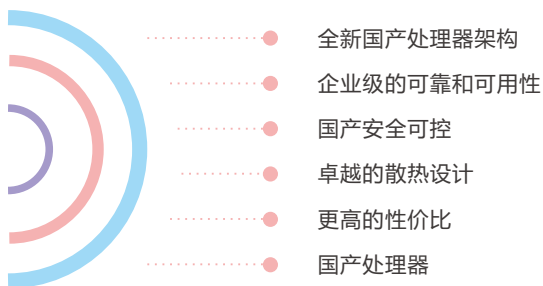 全新国产处理器架构
企业级的可靠和可用性
国产安全可控
卓越的散热设计
更高的性价比
国产处理器